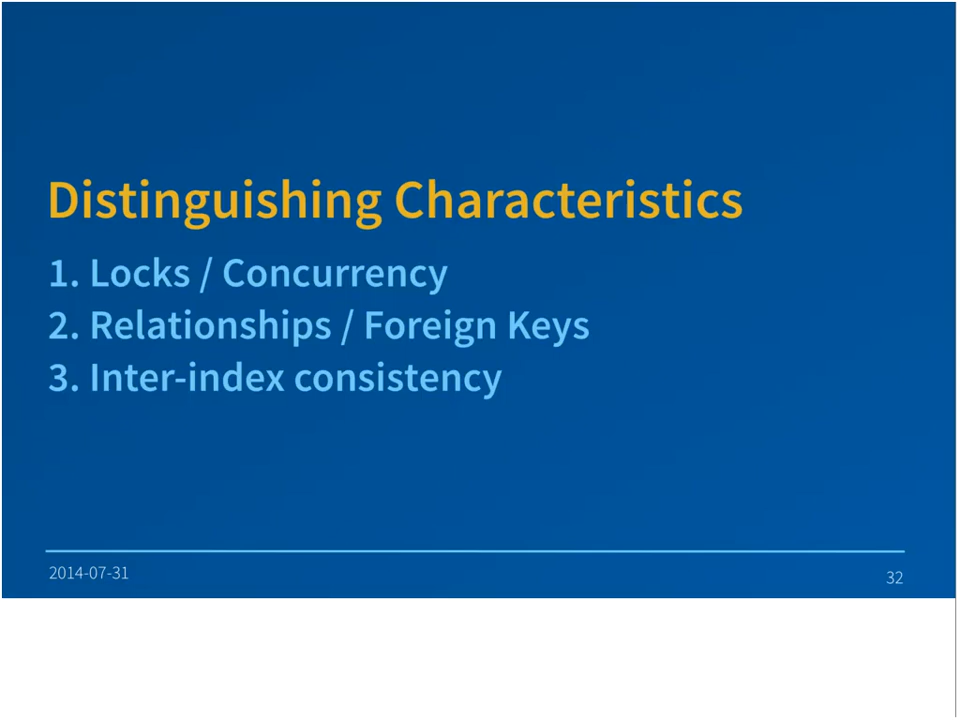 Distinguishing Characteristics
1. Locks / Concurrency
2. Relationships / Foreign Keys
3. Inter-index consistency
2014-07-31
32